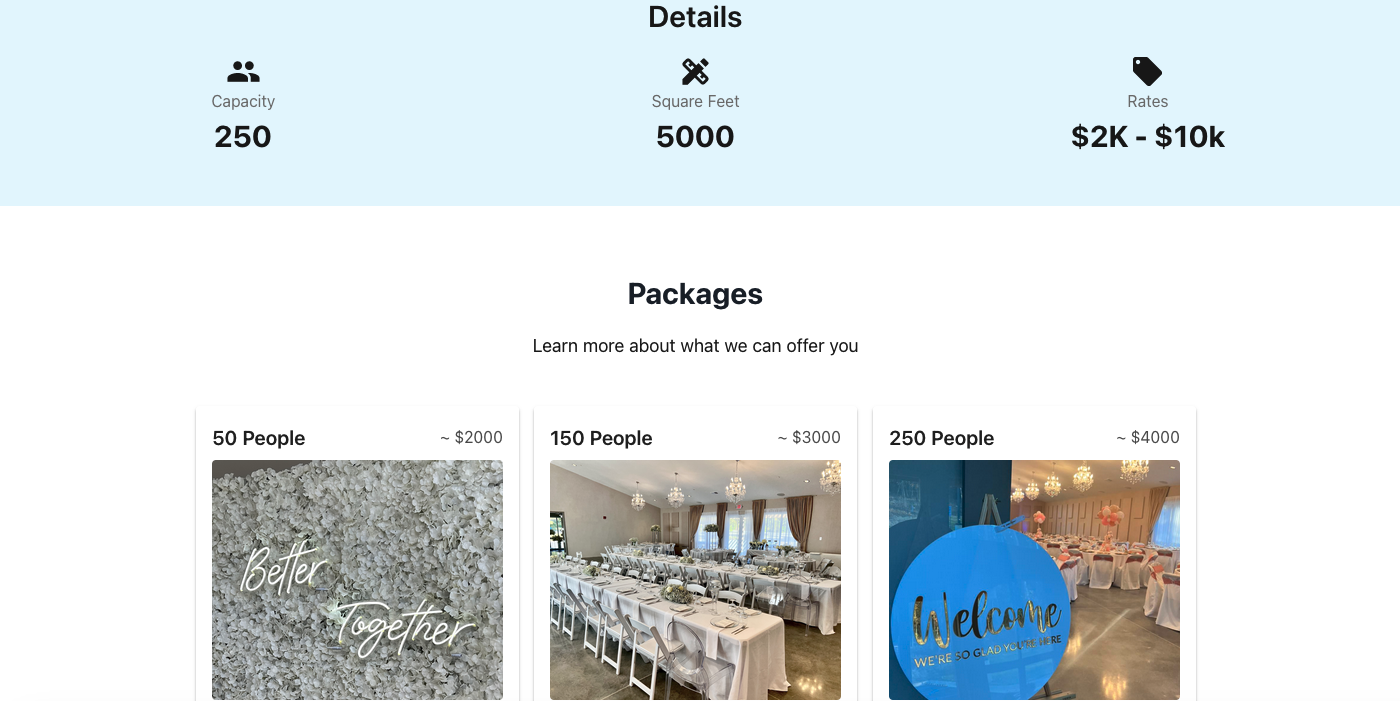 Details
Capacity
250
Square Feet
5000
Rates
$2K - $10k
Packages
Learn more about what we can offer you
50 People
~ $2000
Better
Together
150 People
~ $3000
250 People
~ $4000
Welcome
WE'RE SO GLAD YOU'RE HERE